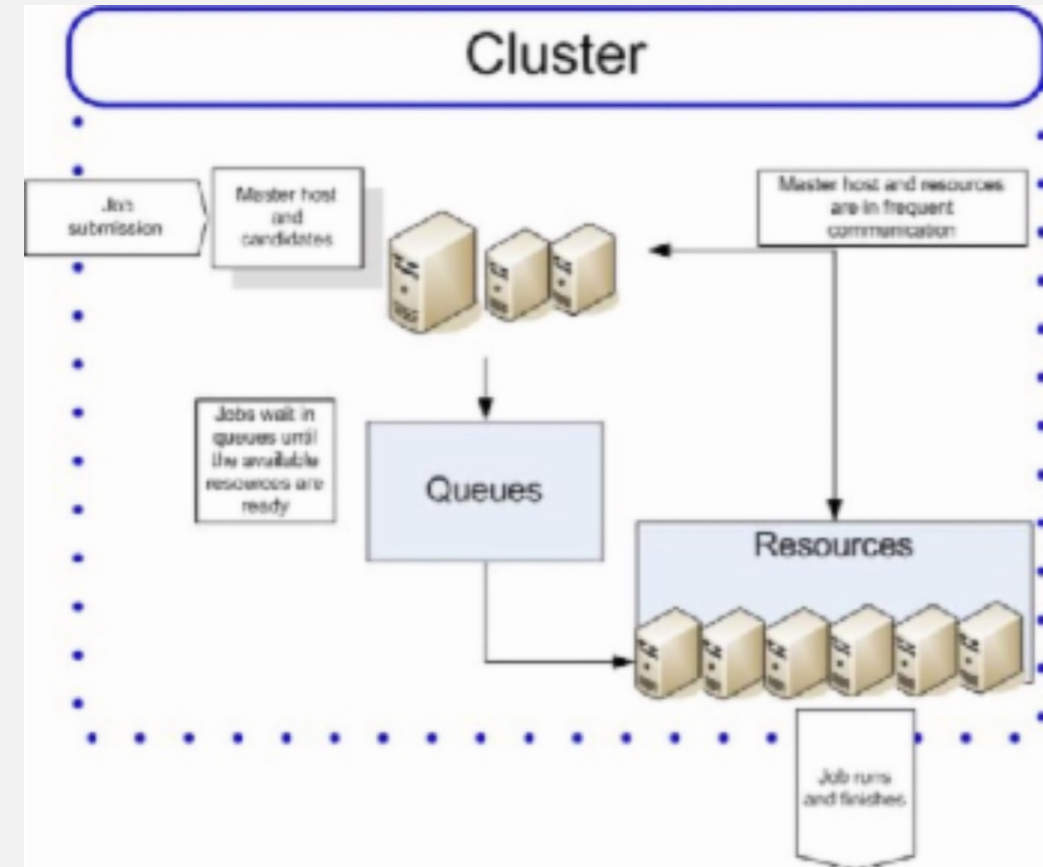 Cluster
Job
submission
Master host
and
candidates
Master host and resources
are in frequent
communication
Jobs wait in
queues until
the available
resources are
ready
Queues
Resources
Job runs
and finishes